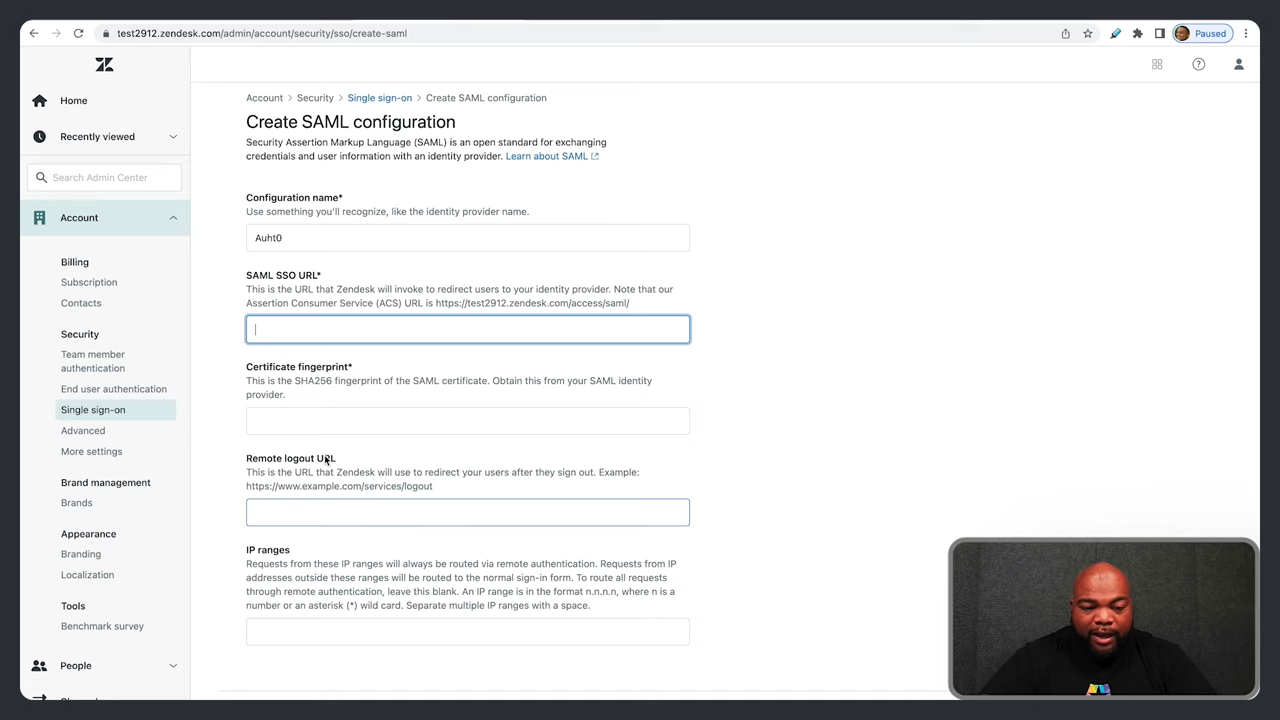 test2912.zendesk.com/admin/account/security/sso/create-saml
Paused
Home
Recently viewed
Search Admin Center
Account
Billing
Subscription
Contacts
Security
Team member
authentication
End user authentication
Single sign-on
Advanced
More settings
Brand management
Brands
Appearance
Branding
Localization
Tools
Benchmark survey
People
Account > Security > Single sign-on > Create SAML configuration
Create SAML configuration
Security Assertion Markup Language (SAML) is an open standard for exchanging
credentials and user information with an identity provider. Learn about SAML
Configuration name*
Use something you'll recognize, like the identity provider name.
Auht0
SAML SSO URL*
This is the URL that Zendesk will invoke to redirect users to your identity provider. Note that our
Assertion Consumer Service (ACS) URL is https://test2912.zendesk.com/access/saml/
Certificate fingerprint*
This is the SHA256 fingerprint of the SAML certificate. Obtain this from your SAML identity
provider.
Remote logout URL
This is the URL that Zendesk will use to redirect your users after they sign out. Example:
https://www.example.com/services/logout
IP ranges
Requests from these IP ranges will always be routed via remote authentication. Requests from IP
addresses outside these ranges will be routed to the normal sign-in form. To route all requests
through remote authentication, leave this blank. An IP range is in the format n.n.n.n, where n is a
number or an asterisk (*) wild card. Separate multiple IP ranges with a space.